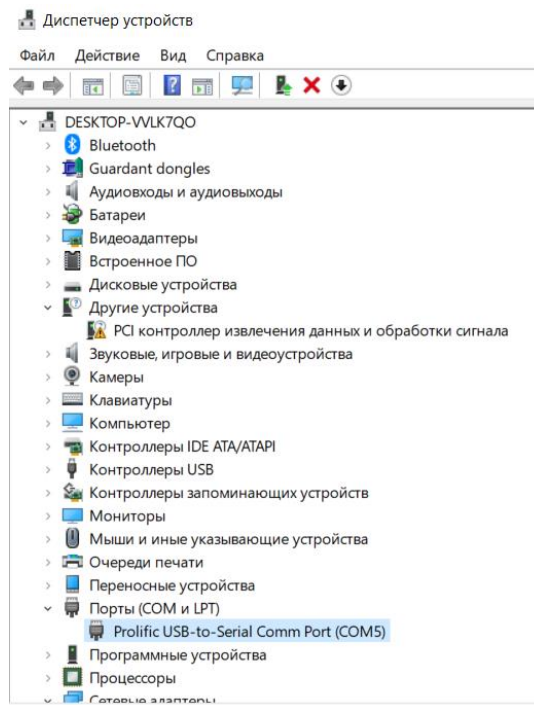 Диспетчер устройств
Файл Действие Вид Справка
DESKTOP-VVLK7QO
Bluetooth
Guardant dongles
Аудиовходы и аудиовыходы
Батареи
Видеоадаптеры
Встроенное ПО
Дисковые устройства
Другие устройства
PCI контроллер извлечения данных и обработки сигнала
Звуковые, игровые и видеоустройства
Камеры
Клавиатуры
Компьютер
Контроллеры IDE ATA/ATAPI
Контроллеры USB
Контроллеры запоминающих устройств
Мониторы
Мыши и иные указывающие устройства
Очереди печати
Переносные устройства
Порты (COM и LPT)
Prolific USB-to-Serial Comm Port (COM5)
Программные устройства
Процессоры
Сетевые адаптеры